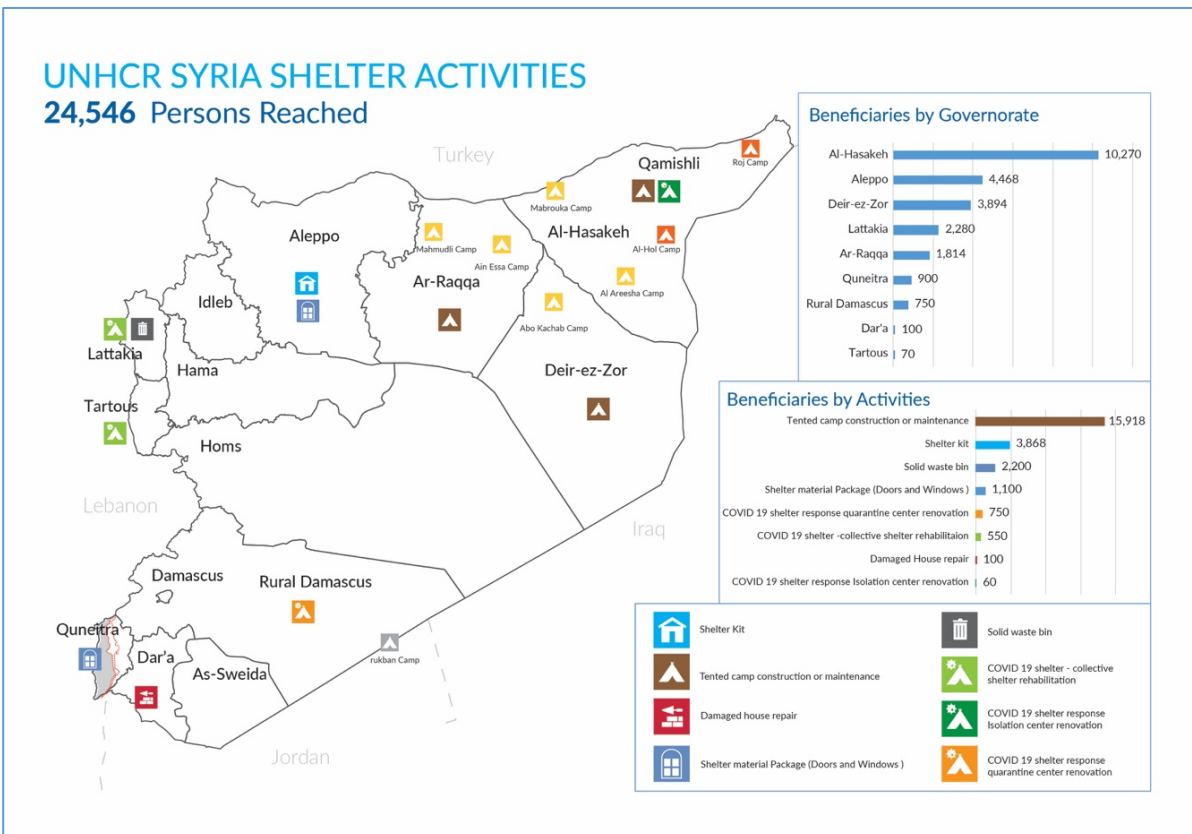 UNHCR SYRIA SHELTER ACTIVITIES
24,546 Persons Reached
Turkey
Lebanon
Iraq
Jordan
Qamishli
Roj Camp
Mabrouka Camp
Al-Hasakeh
Al-Hol Camp
Al Areesha Camp
Aleppo
Mahmudli Camp
Ain Essa Camp
Ar-Raqqa
Abo Kachab Camp
Idleb
Lattakia
Hama
Deir-ez-Zor
Tartous
Homs
Damascus
Rural Damascus
Quneitra
Dar'a
As-Sweida
rukban Camp
Beneficiaries by Governorate
Al-Hasakeh 10,270
Aleppo 4,468
Deir-ez-Zor 3,894
Lattakia 2,280
Ar-Raqqa 1,814
Quneitra 900
Rural Damascus 750
Dar'a 100
Tartous 70
Beneficiaries by Activities
Tented camp construction or maintenance 15,918
Shelter kit 3,868
Solid waste bin 2,200
Shelter material Package (Doors and Windows ) 1,100
COVID 19 shelter response quarantine center renovation 750
COVID 19 shelter -collective shelter rehabilitaion 550
Damaged House repair 100
COVID 19 shelter response Isolation center renovation 60
Shelter Kit
Tented camp construction or maintenance
Damaged house repair
Shelter material Package (Doors and Windows )
Solid waste bin
COVID 19 shelter - collective
shelter rehabilitation
COVID 19 shelter response
Isolation center renovation
COVID 19 shelter response
quarantine center renovation